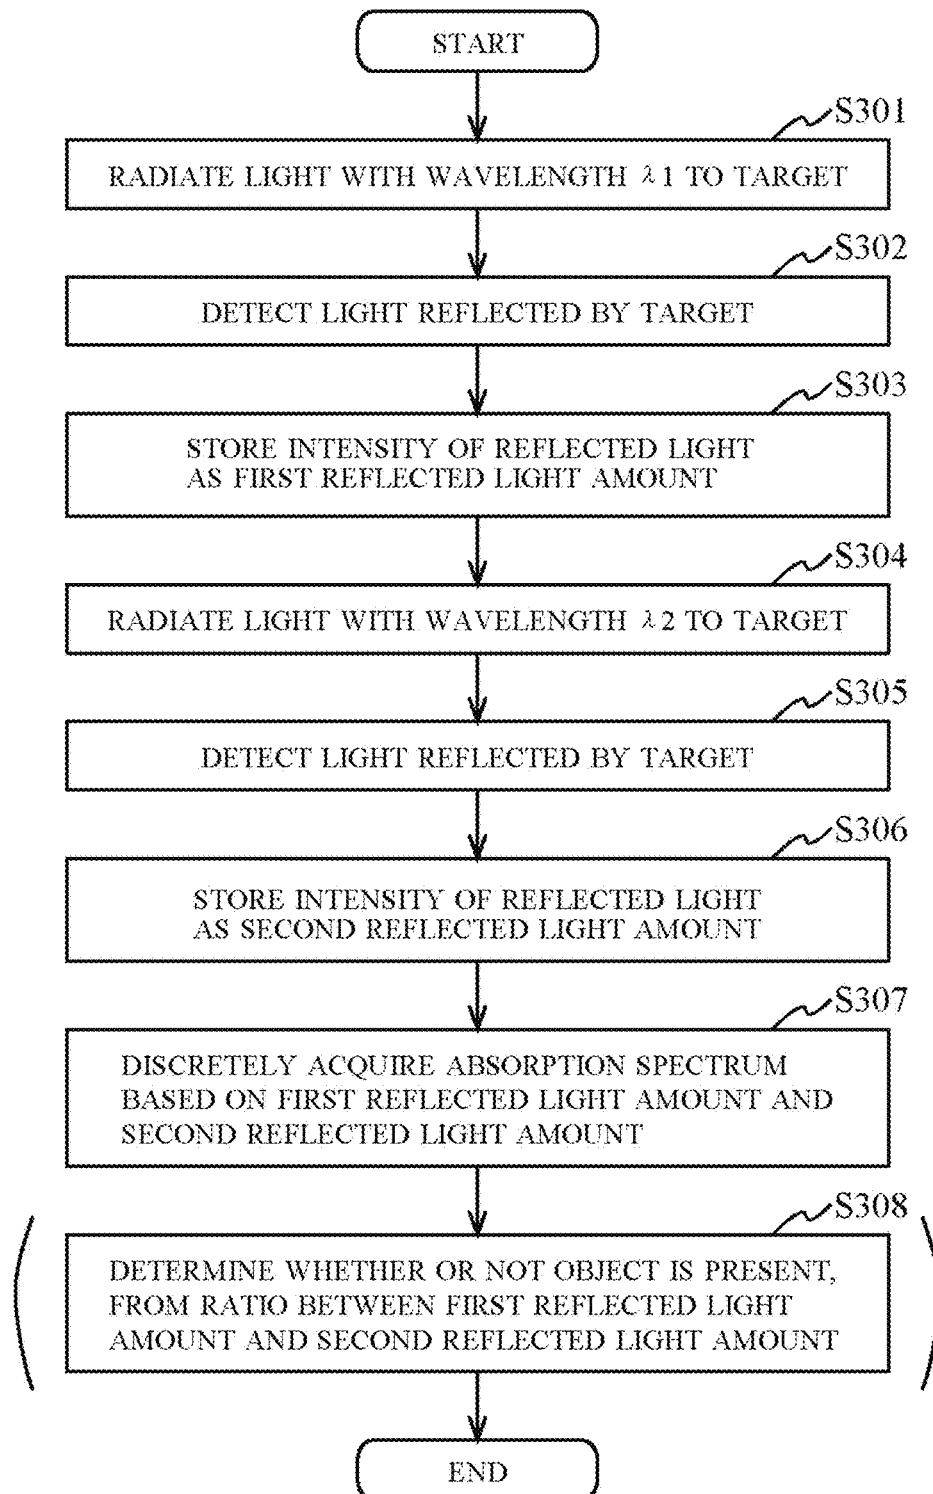 START
S301
RADIATE LIGHT WITH WAVELENGTH λ1 TO TARGET
S302
DETECT LIGHT REFLECTED BY TARGET
S303
STORE INTENSITY OF REFLECTED LIGHT
AS FIRST REFLECTED LIGHT AMOUNT
S304
RADIATE LIGHT WITH WAVELENGTH λ2 TO TARGET
S305
DETECT LIGHT REFLECTED BY TARGET
S306
STORE INTENSITY OF REFLECTED LIGHT
AS SECOND REFLECTED LIGHT AMOUNT
S307
DISCRETELY ACQUIRE ABSORPTION SPECTRUM
BASED ON FIRST REFLECTED LIGHT AMOUNT AND
SECOND REFLECTED LIGHT AMOUNT
S308
DETERMINE WHETHER OR NOT OBJECT IS PRESENT,
FROM RATIO BETWEEN FIRST REFLECTED LIGHT
AMOUNT AND SECOND REFLECTED LIGHT AMOUNT
END